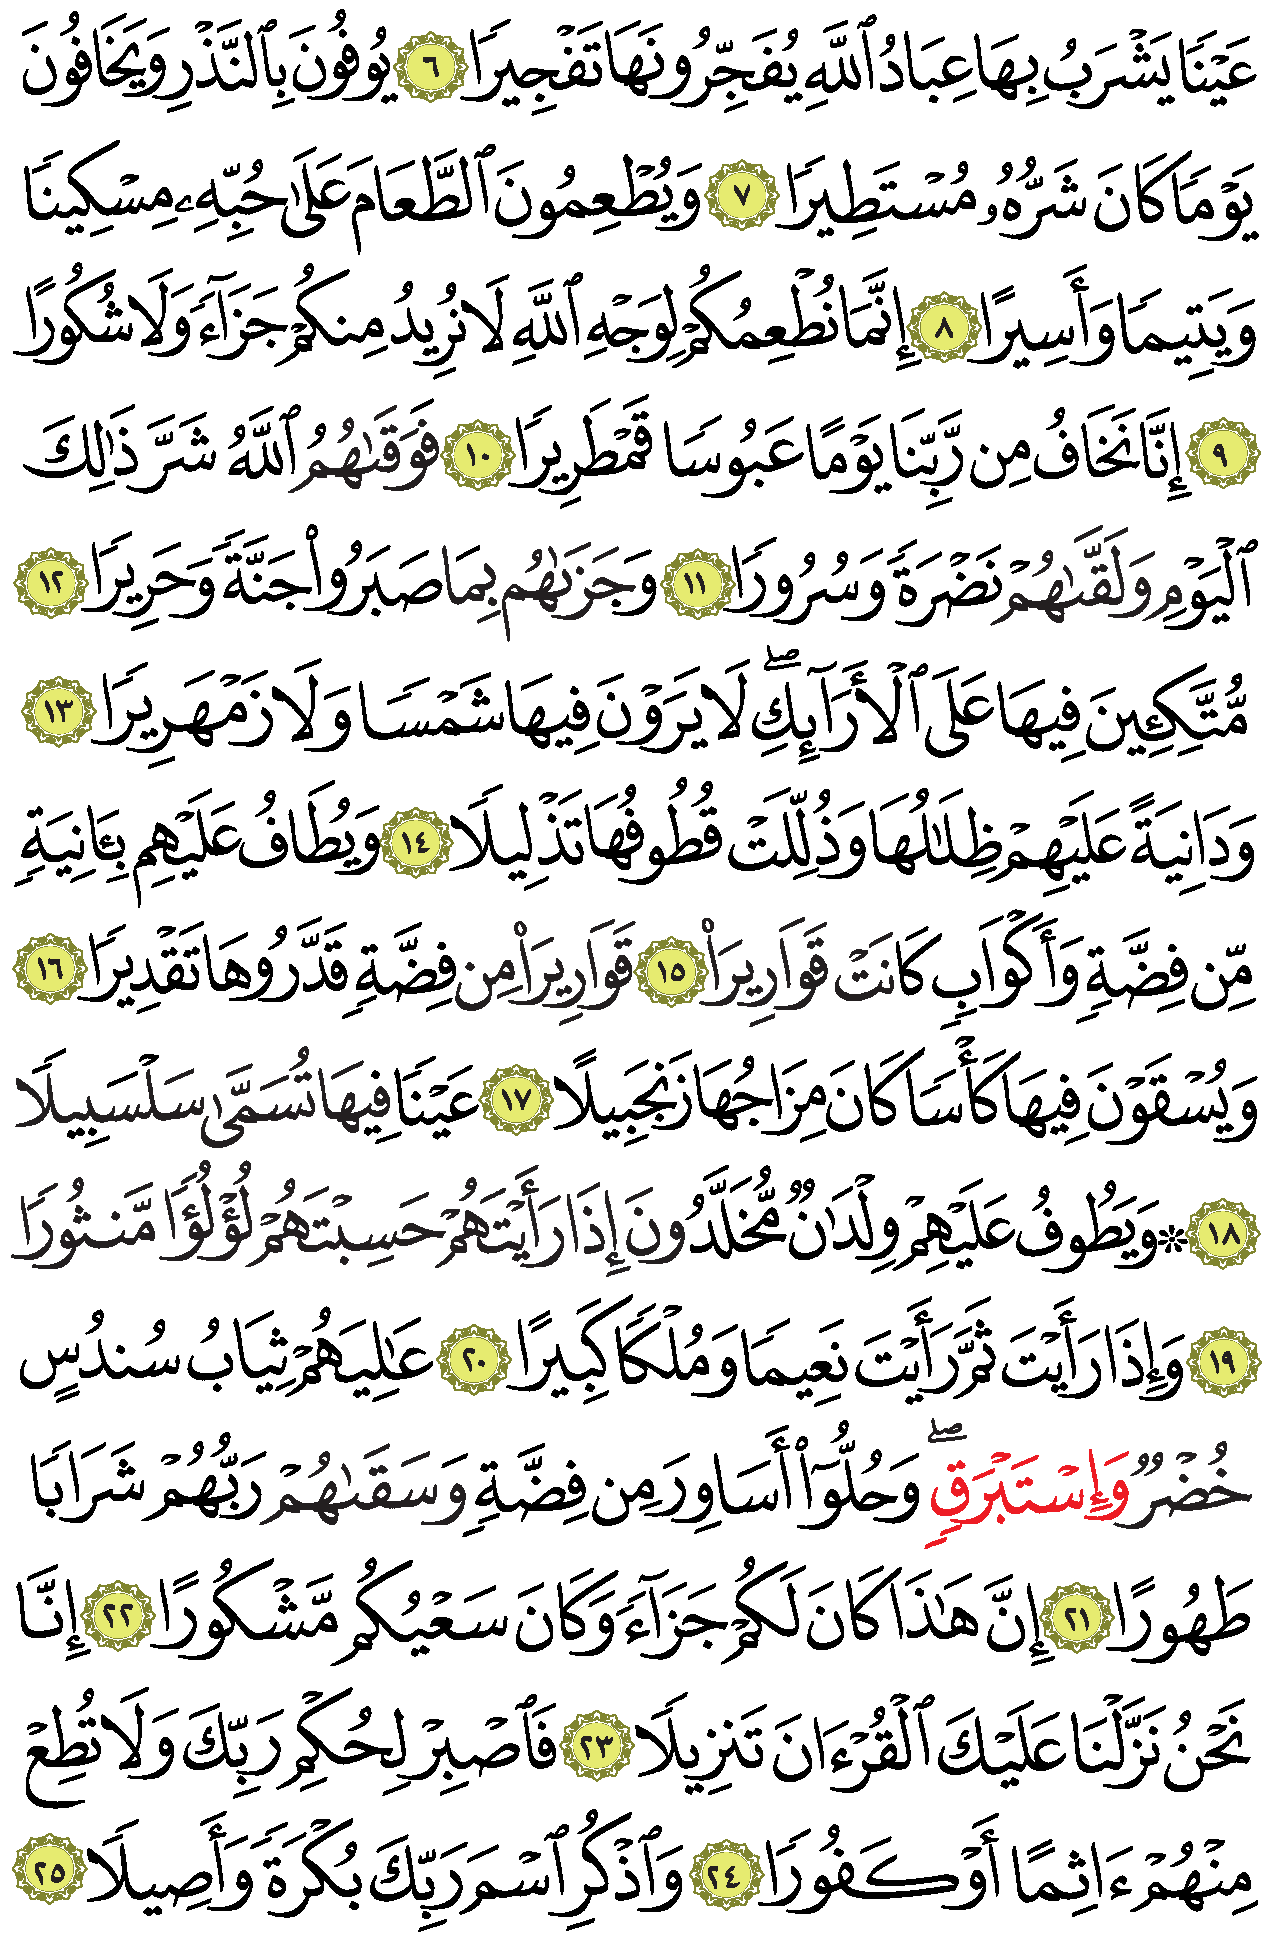 عَيْنًا يَشْرَبُ بِهَا عِبَادُ ٱللَّهِ يُفَجِّرُونَهَا تَفْجِيرًا ٦ يُوفُونَ بِٱلنَّذْرِ وَيَخَافُونَ
يَوْمًا كَانَ شَرُّهُۥ مُسْتَطِيرًا ٧ وَيُطْعِمُونَ ٱلطَّعَامَ عَلَىٰ حُبِّهِۦ مِسْكِينًا
وَيَتِيمًا وَأَسِيرًا ٨ إِنَّمَا نُطْعِمُكُمْ لِوَجْهِ ٱللَّهِ لَا نُرِيدُ مِنكُمْ جَزَآءً وَلَا شُكُورًا
٩ إِنَّا نَخَافُ مِن رَّبِّنَا يَوْمًا عَبُوسًا قَمْطَرِيرًا ١٠ فَوَقَىٰهُمُ ٱللَّهُ شَرَّ ذَٰلِكَ
ٱلْيَوْمِ وَلَقَّىٰهُمْ نَضْرَةً وَسُرُورًا ١١ وَجَزَىٰهُم بِمَا صَبَرُوا۟ جَنَّةً وَحَرِيرًا ١٢
مُّتَّكِـِٔينَ فِيهَا عَلَى ٱلْأَرَآئِكِ ۖ لَا يَرَوْنَ فِيهَا شَمْسًا وَلَا زَمْهَرِيرًا ١٣
وَدَانِيَةً عَلَيْهِمْ ظِلَـٰلُهَا وَذُلِّلَتْ قُطُوفُهَا تَذْلِيلًا ١٤ وَيُطَافُ عَلَيْهِم بِـَٔانِيَةٍ
مِّن فِضَّةٍ وَأَكْوَابٍ كَانَتْ قَوَارِيرَا۠ ١٥ قَوَارِيرَا۟ مِن فِضَّةٍ قَدَّرُوهَا تَقْدِيرًا ١٦
وَيُسْقَوْنَ فِيهَا كَأْسًا كَانَ مِزَاجُهَا زَنجَبِيلًا ١٧ عَيْنًا فِيهَا تُسَمَّىٰ سَلْسَبِيلًا
١٨ ۞ وَيَطُوفُ عَلَيْهِمْ وِلْدَٰنٌ مُّخَلَّدُونَ إِذَا رَأَيْتَهُمْ حَسِبْتَهُمْ لُؤْلُؤًا مَّنثُورًا
١٩ وَإِذَا رَأَيْتَ ثَمَّ رَأَيْتَ نَعِيمًا وَمُلْكًا كَبِيرًا ٢٠ عَـٰلِيَهُمْ ثِيَابُ سُندُسٍ
خُضْرٌ وَإِسْتَبْرَقٍ ۖ وَحُلُّوٓا۟ أَسَاوِرَ مِن فِضَّةٍ وَسَقَىٰهُمْ رَبُّهُمْ شَرَابًا
طَهُورًا ٢١ إِنَّ هَـٰذَا كَانَ لَكُمْ جَزَآءً وَكَانَ سَعْيُكُم مَّشْكُورًا ٢٢ إِنَّا
نَحْنُ نَزَّلْنَا عَلَيْكَ ٱلْقُرْءَانَ تَنزِيلًا ٢٣ فَٱصْبِرْ لِحُكْمِ رَبِّكَ وَلَا تُطِعْ
مِنْهُمْ ءَاثِمًا أَوْ كَفُورًا ٢٤ وَٱذْكُرِ ٱسْمَ رَبِّكَ بُكْرَةً وَأَصِيلًا ٢٥